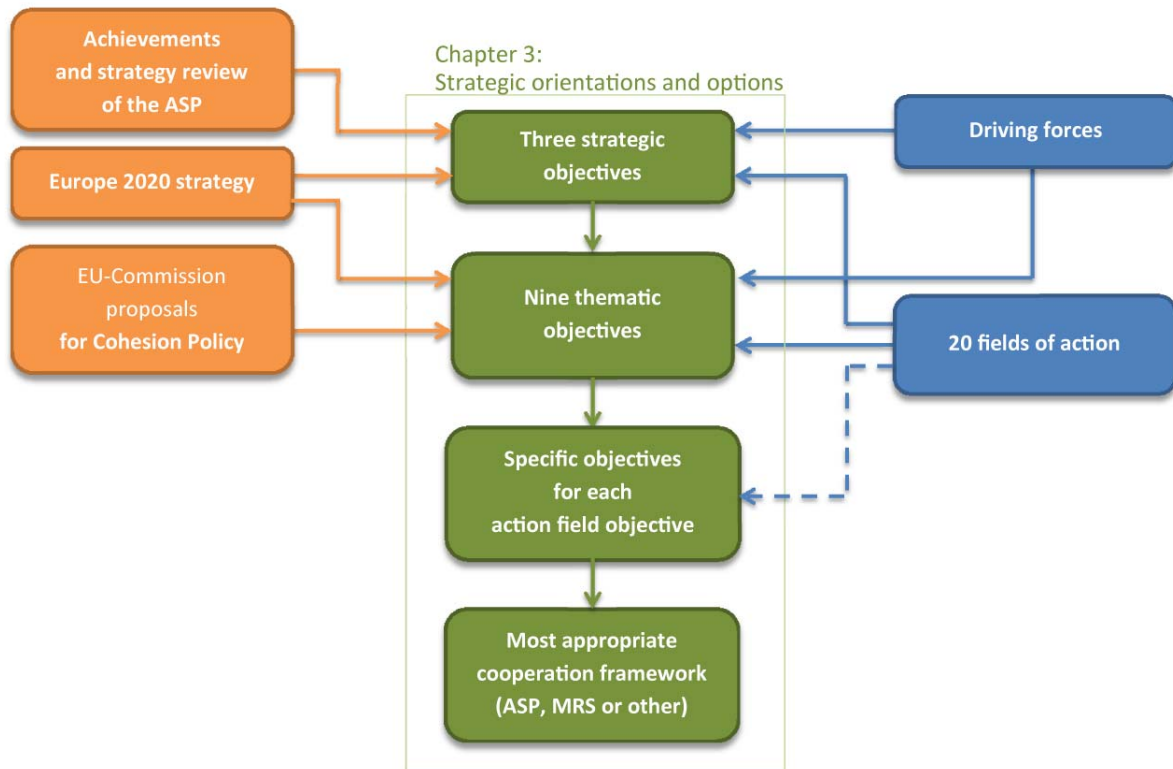 Achievements
and strategy review
of the ASP
Europe 2020 strategy
EU-Commission
proposals
for Cohesion Policy
Chapter 3:
Strategic orientations and options
Three strategic
objectives
Nine thematic
objectives
Specific objectives
for each
action field objective
Most appropriate
cooperation framework
(ASP, MRS or other)
Driving forces
20 fields of action